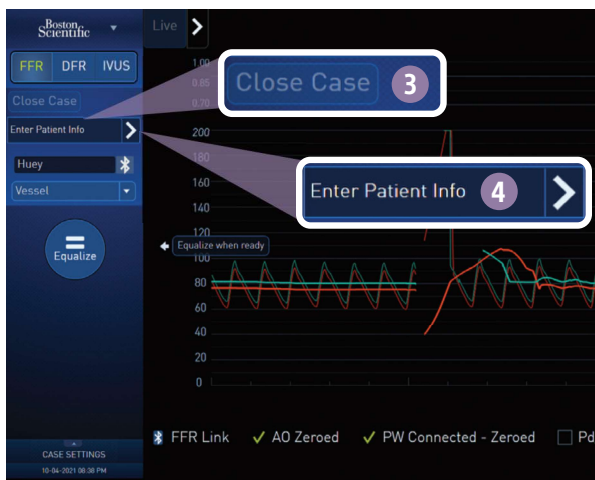 Boston
Scientific
Live
FFR DFR IVUS
Close Case
Enter Patient Info
Huey
Vessel
Equalize
Close Case 3
Enter Patient Info 4
1.00
0.85
0.70
200
180
160
140
120
Equalize when ready
100
80
60
40
20
0
FFR Link
AO Zeroed
PW Connected - Zeroed
Pd
CASE SETTINGS
10-04-2021 08:38 PM